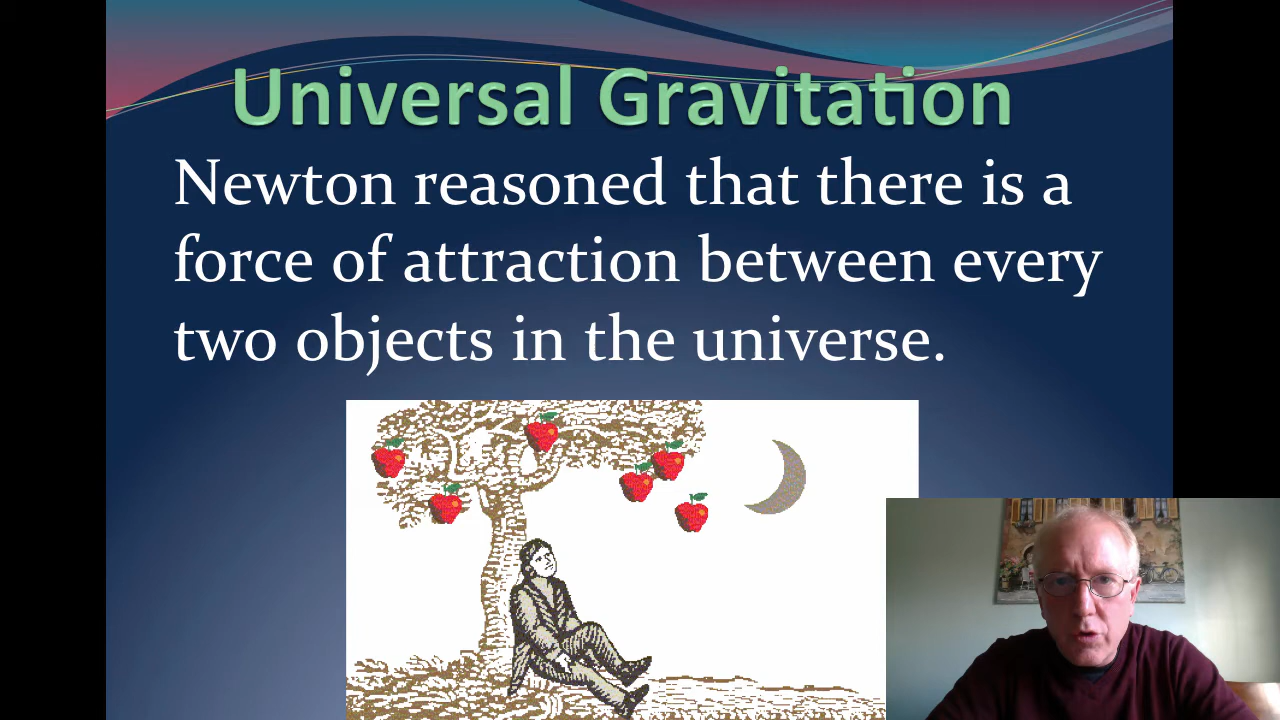 Universal Gravitation
Newton reasoned that there is a
force of attraction between every
two objects in the universe.